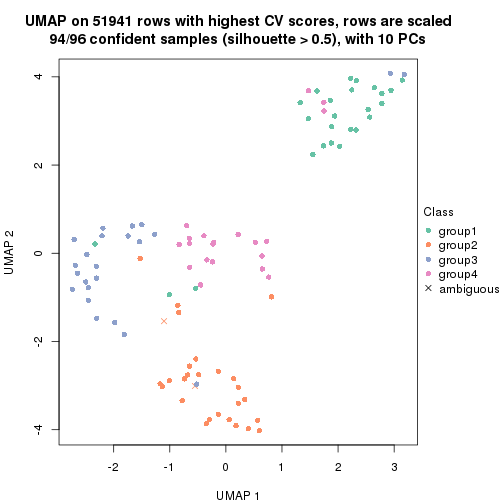 UMAP on 51941 rows with highest CV scores, rows are scaled
94/96 confident samples (silhouette > 0.5), with 10 PCs
4
2
0
-2
-4
UMAP 2
-2
-1
0
1
2
3
UMAP 1
Class
group1
group2
group3
group4
ambiguous